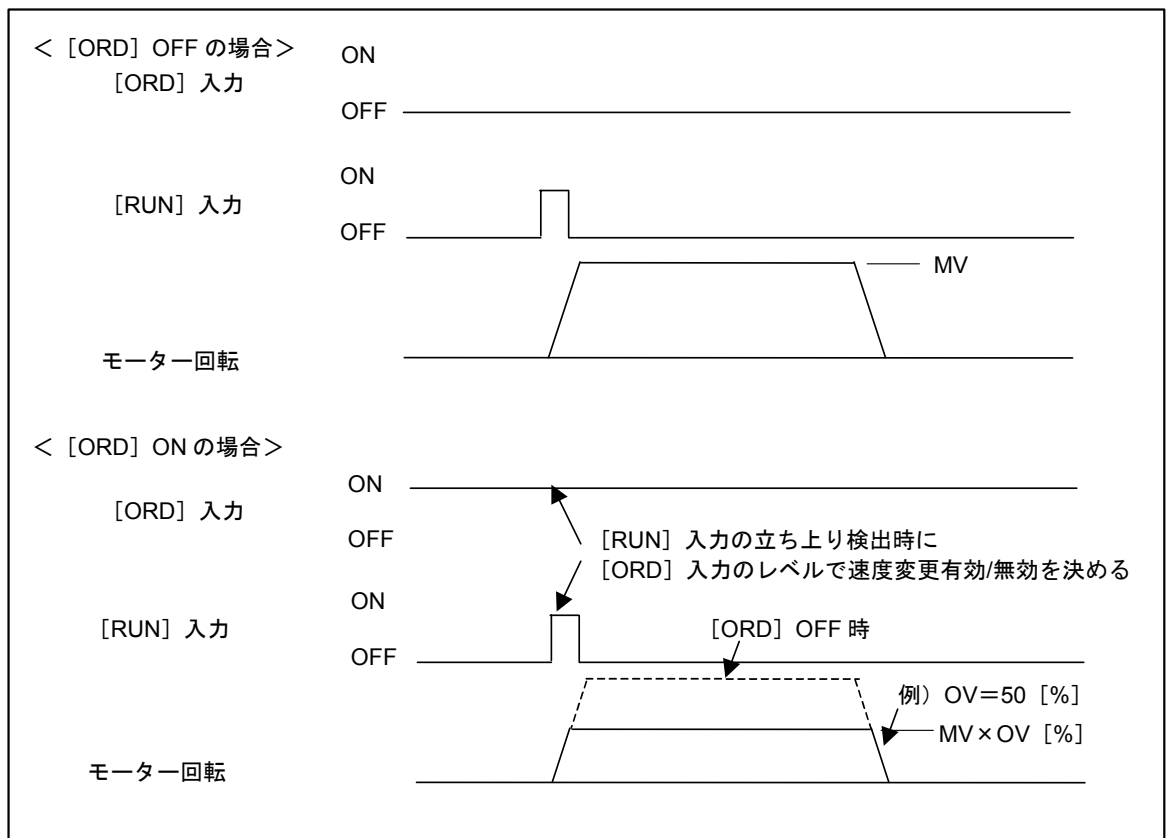 ＜［ORD］OFF の場合＞
ON
［ORD］入力
OFF
ON
［RUN］入力
OFF
MV
モーター回転
＜［ORD］ON の場合＞
ON
［ORD］入力
OFF
［RUN］入力の立ち上り検出時に
［ORD］入力のレベルで速度変更有効/無効を決める
ON
［RUN］入力
［ORD］OFF 時
OFF
例）OV＝50［%］
MV×OV［%］
モーター回転